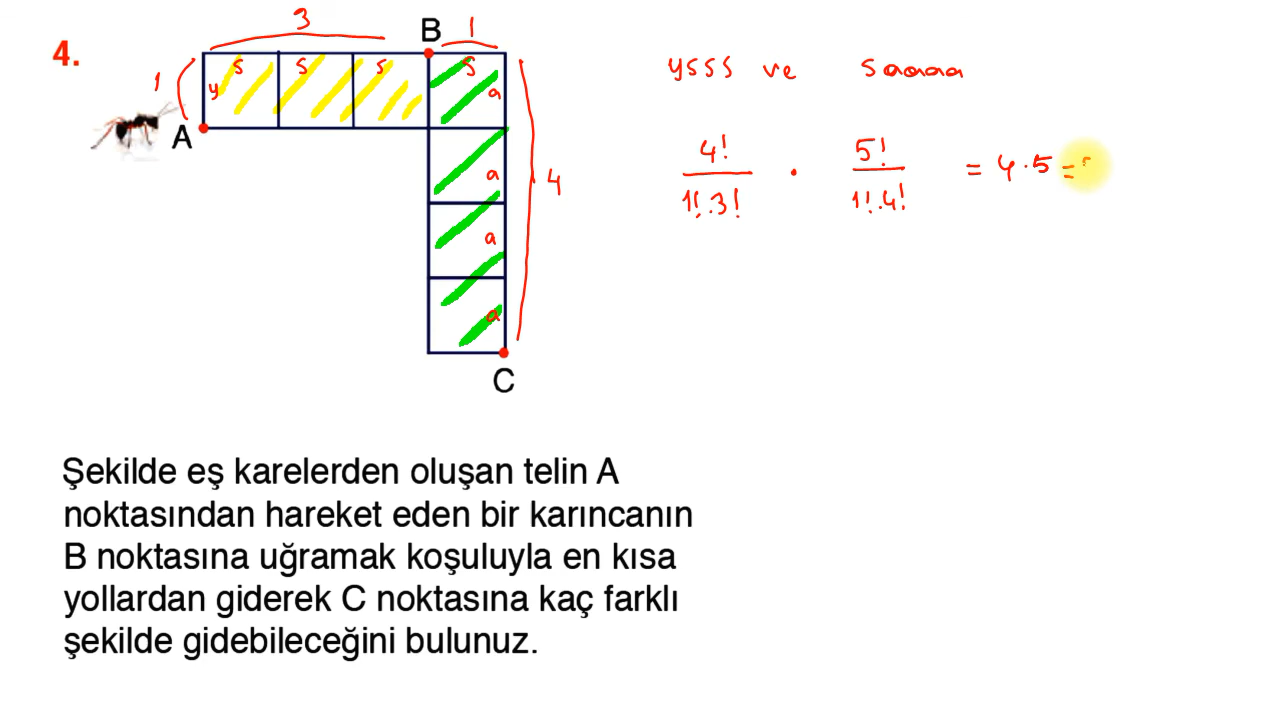 4.
3
B
1
ysss ve saaaa
1
s s s s
y
a
A
4! / 1!.3! . 5! / 1!.4! = 4.5 =
a
4
a
a
C
Şekilde eş karelerden oluşan telin A
noktasından hareket eden bir karıncanın
B noktasına uğramak koşuluyla en kısa
yollardan giderek C noktasına kaç farklı
şekilde gidebileceğini bulunuz.